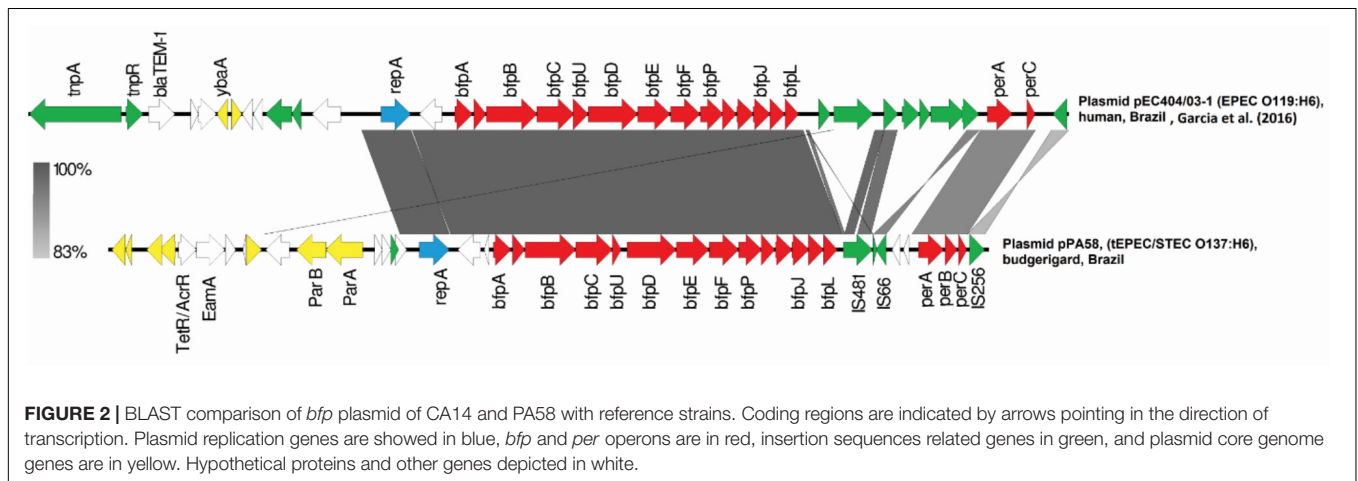 tnpA tnpR blaTEM-1 ybaA repA bfpA bfpB bfpC bfpU bfpD bfpE bfpF bfpP bfpJ bfpL perA perC
Plasmid pEC404/03-1 (EPEC O119:H6),
human, Brazil , Garcia et al. (2016)
100%
83%
Plasmid pPA58, (tEPEC/STEC O137:H6),
budgerigard, Brazil
TetR/AcrR EamA ParB ParA repA bfpA bfpB bfpC bfpU bfpD bfpE bfpF bfpP bfpJ bfpL IS481 IS66 perA perB perC IS256
FIGURE 2 | BLAST comparison of bfp plasmid of CA14 and PA58 with reference strains. Coding regions are indicated by arrows pointing in the direction of
transcription. Plasmid replication genes are showed in blue, bfp and per operons are in red, insertion sequences related genes in green, and plasmid core genome
genes are in yellow. Hypothetical proteins and other genes depicted in white.